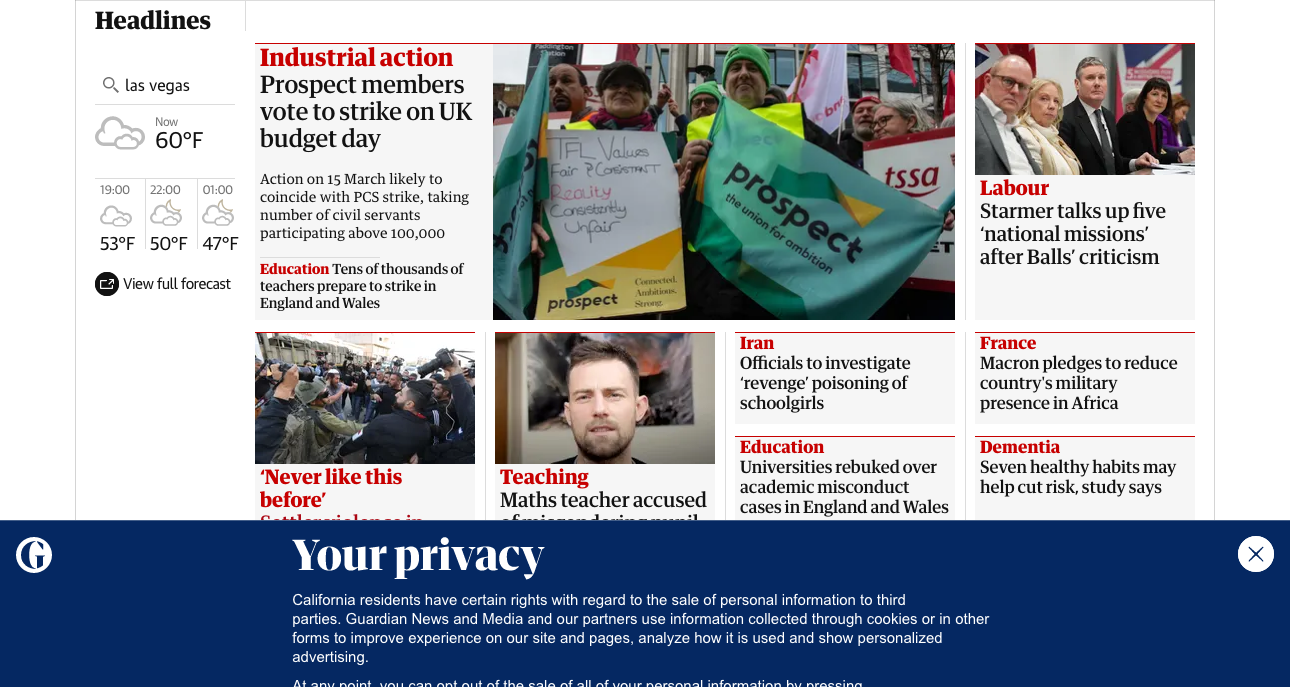 Headlines
las vegas
Now
60°F
19:00
22:00
01:00
53°F
50°F
47°F
View full forecast
Industrial action
Prospect members
vote to strike on UK
budget day
Action on 15 March likely to
coincide with PCS strike, taking
number of civil servants
participating above 100,000
Education Tens of thousands of
teachers prepare to strike in
England and Wales
Paddington
Station
TFL Values
Fair & Consistent
Reality
Consistently
Unfair
prospect
Connected.
Ambitious.
Strong.
prospect
the union for ambition
tssa
Labour
Starmer talks up five
‘national missions’
after Balls’ criticism
‘Never like this
before’
Settler violence in
Teaching
Maths teacher accused
of misgendering pupil
Iran
Officials to investigate
‘revenge’ poisoning of
schoolgirls
Education
Universities rebuked over
academic misconduct
cases in England and Wales
France
Macron pledges to reduce
country's military
presence in Africa
Dementia
Seven healthy habits may
help cut risk, study says
G
Your privacy
California residents have certain rights with regard to the sale of personal information to third
parties. Guardian News and Media and our partners use information collected through cookies or in other
forms to improve experience on our site and pages, analyze how it is used and show personalized
advertising.
At any point, you can opt out of the sale of all of your personal information by pressing